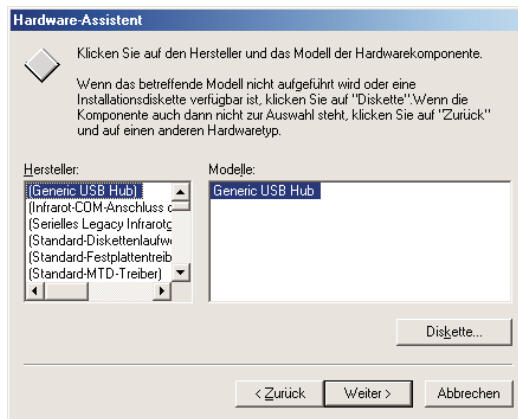 Hardware-Assistent
Klicken Sie auf den Hersteller und das Modell der Hardwarekomponente.
Wenn das betreffende Modell nicht aufgeführt wird oder eine
Installationsdiskette verfügbar ist, klicken Sie auf "Diskette".Wenn die
Komponente auch dann nicht zur Auswahl steht, klicken Sie auf "Zurück"
und auf einen anderen Hardwaretyp.
Hersteller:
(Generic USB Hub)
(Infrarot-COM-Anschluss
(Serielles Legacy
(Standard-Diskettenlaufw
(Standard-Festplattentreib
(Standard-MTD-Treiber)
Modelle:
Generic USB Hub
Diskette...
< Zurück
Weiter >
Abbrechen